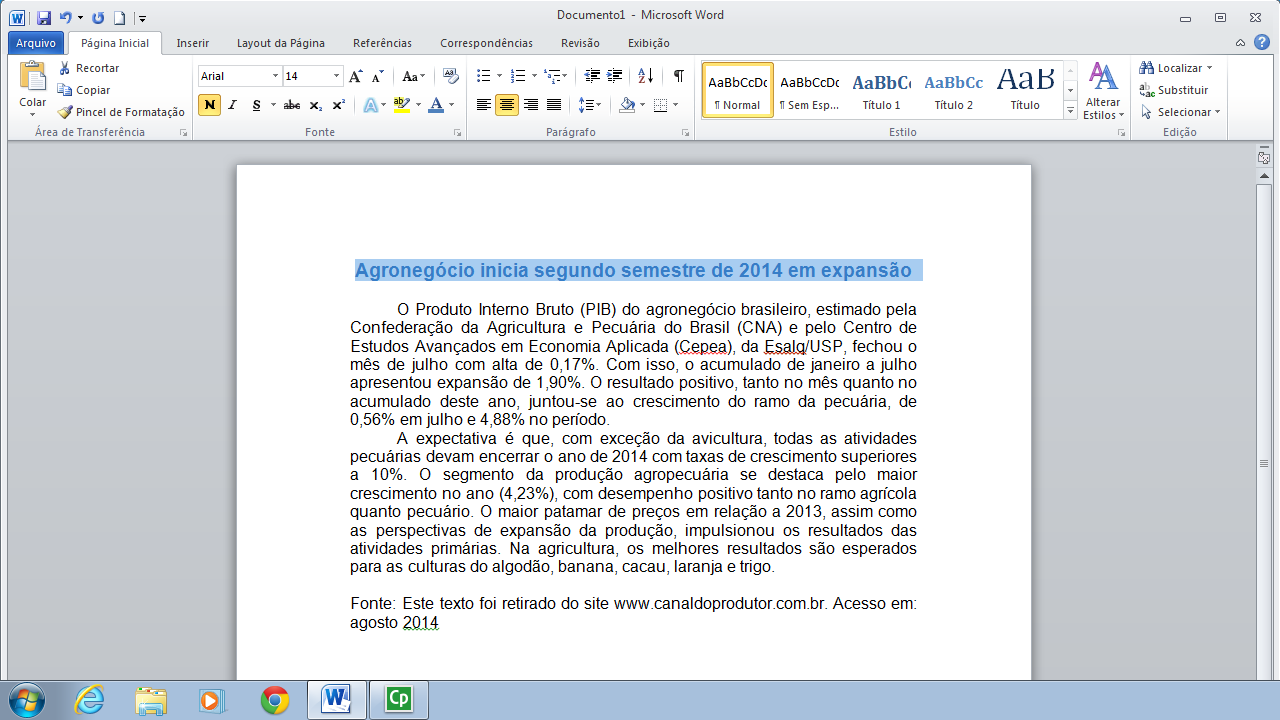 Documento1 - Microsoft Word
Arquivo Página Inicial Inserir Layout da Página Referências Correspondências Revisão Exibição
Colar
Recortar
Copiar
Pincel de Formatação
Área de Transferência
Arial 14
Aa
N I S abc x₂ x²
ab A
Fonte
Parágrafo
AaBbCcDc AaBbCcDc AaBbCc AaBbCc AaB
¶ Normal ¶ Sem Esp... Título 1 Título 2 Título
Alterar
Estilos
Estilo
Localizar
Substituir
Selecionar
Edição
Agronegócio inicia segundo semestre de 2014 em expansão
O Produto Interno Bruto (PIB) do agronegócio brasileiro, estimado pela
Confederação da Agricultura e Pecuária do Brasil (CNA) e pelo Centro de
Estudos Avançados em Economia Aplicada (Cepea), da Esalq/USP, fechou o
mês de julho com alta de 0,17%. Com isso, o acumulado de janeiro a julho
apresentou expansão de 1,90%. O resultado positivo, tanto no mês quanto no
acumulado deste ano, juntou-se ao crescimento do ramo da pecuária, de
0,56% em julho e 4,88% no período.
A expectativa é que, com exceção da avicultura, todas as atividades
pecuárias devam encerrar o ano de 2014 com taxas de crescimento superiores
a 10%. O segmento da produção agropecuária se destaca pelo maior
crescimento no ano (4,23%), com desempenho positivo tanto no ramo agrícola
quanto pecuário. O maior patamar de preços em relação a 2013, assim como
as perspectivas de expansão da produção, impulsionou os resultados das
atividades primárias. Na agricultura, os melhores resultados são esperados
para as culturas do algodão, banana, cacau, laranja e trigo.
Fonte: Este texto foi retirado do site www.canaldoprodutor.com.br. Acesso em:
agosto 2014
Cp